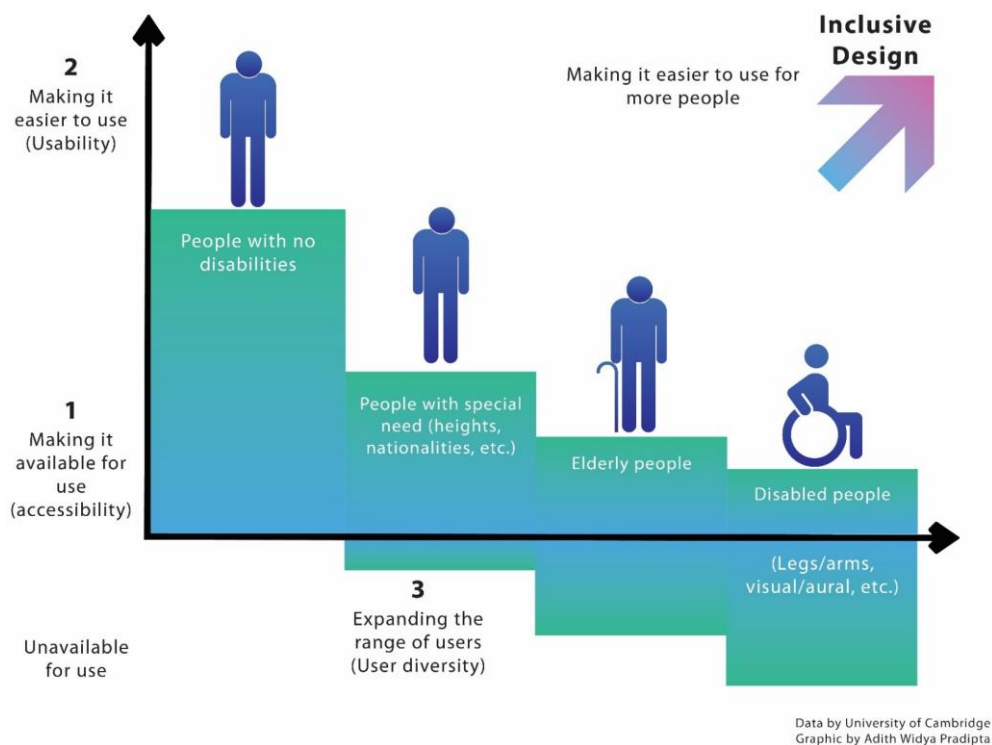 Inclusive
Design
Making it easier to use for
more people
2
Making it
easier to use
(Usability)
People with no
disabilities
1
Making it
available for
use
(accessibility)
People with special
need (heights,
nationalities, etc.)
Elderly people
Disabled people
(Legs/arms,
visual/aural, etc.)
3
Expanding the
range of users
(User diversity)
Unavailable
for use
Data by University of Cambridge
Graphic by Adith Widya Pradipta